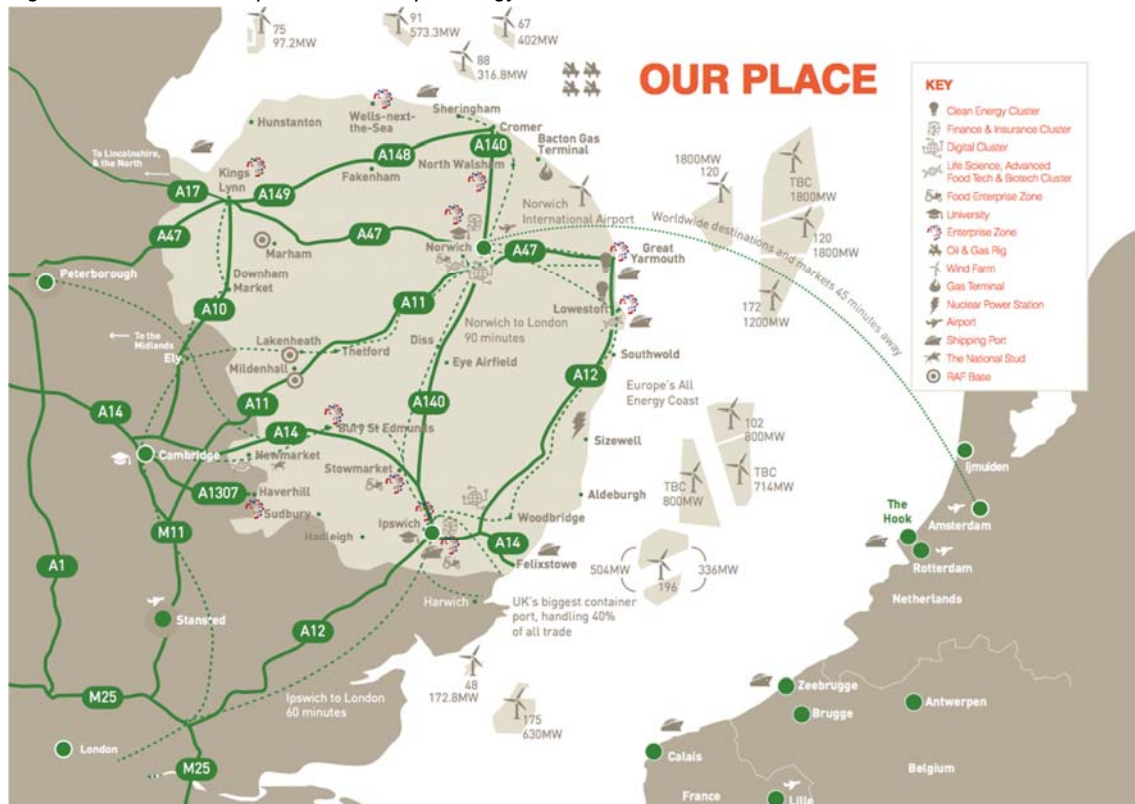 75
97.2MW
91
573.3MW
67
402MW
88
316.8MW
OUR PLACE
KEY
Clean Energy Cluster
Finance & Insurance Cluster
Digital Cluster
Life Science, Advanced
Food Tech & Biotech Cluster
Food Enterprise Zone
University
Enterprise Zone
Oil & Gas Rig
Wind Farm
Gas Terminal
Nuclear Power Station
Airport
Shipping Port
The National Stud
RAF Base
Hunstanton
Wells-next-
the-Sea
Sheringham
Cromer
A148
A140
Bacton Gas
Terminal
To Lincolnshire,
& the North
Kings
Lynn
A17
A149
Fakenham
North Walsham
1800MW
120
TBC
1800MW
Norwich
International Airport
Worldwide destinations and markets 45 minutes away
A47
Marham
A47
Norwich
A47
Great
Yarmouth
120
1800MW
Peterborough
Downham
Market
A10
A11
Lowestoft
172
1200MW
To the
Midlands
Ely
Lakenheath
Thetford
Mildenhall
Diss
Norwich to London
90 minutes
Eye Airfield
Southwold
A14
A11
A140
A12
Europe's All
Energy Coast
A14
Bury St Edmunds
102
800MW
Cambridge
Newmarket
Stowmarket
Sizewell
Ijmuiden
A1307
Haverhill
TBC
800MW
TBC
714MW
Aldeburgh
Sudbury
Ipswich
Woodbridge
The
Hook
Amsterdam
M11
Hadleigh
A14
Felixstowe
504MW
336MW
196
Rotterdam
A1
Harwich
UK's biggest container
port, handling 40%
of all trade
Netherlands
Stansted
A12
48
172.8MW
M25
Ipswich to London
60 minutes
175
630MW
Zeebrugge
Antwerpen
Brugge
London
M25
Calais
Belgium
France
Lille